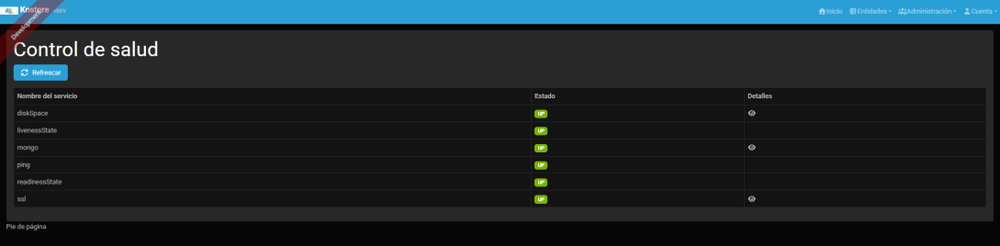 Knstore vdev
Inicio Entidades Administración Cuenta
Development
Control de salud
Refrescar
Nombre del servicio Estado Detalles
diskSpace UP
livenessState UP
mongo UP
ping UP
readinessState UP
ssl UP
Pie de página